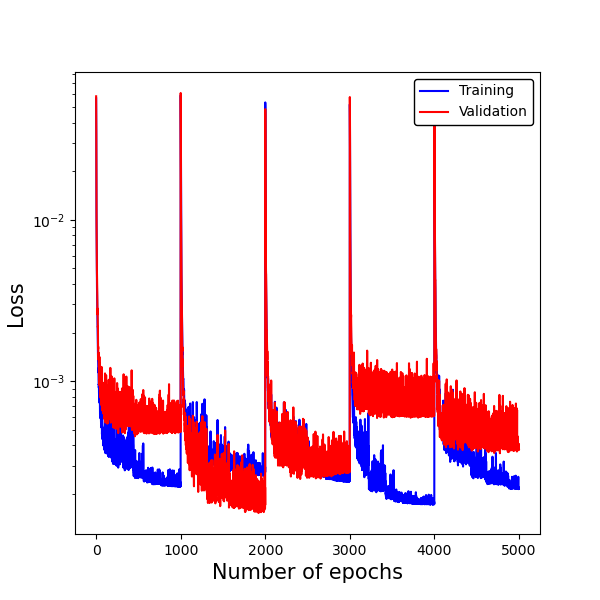 Training
Validation
Loss
10⁻²
10⁻³
0 1000 2000 3000 4000 5000
Number of epochs